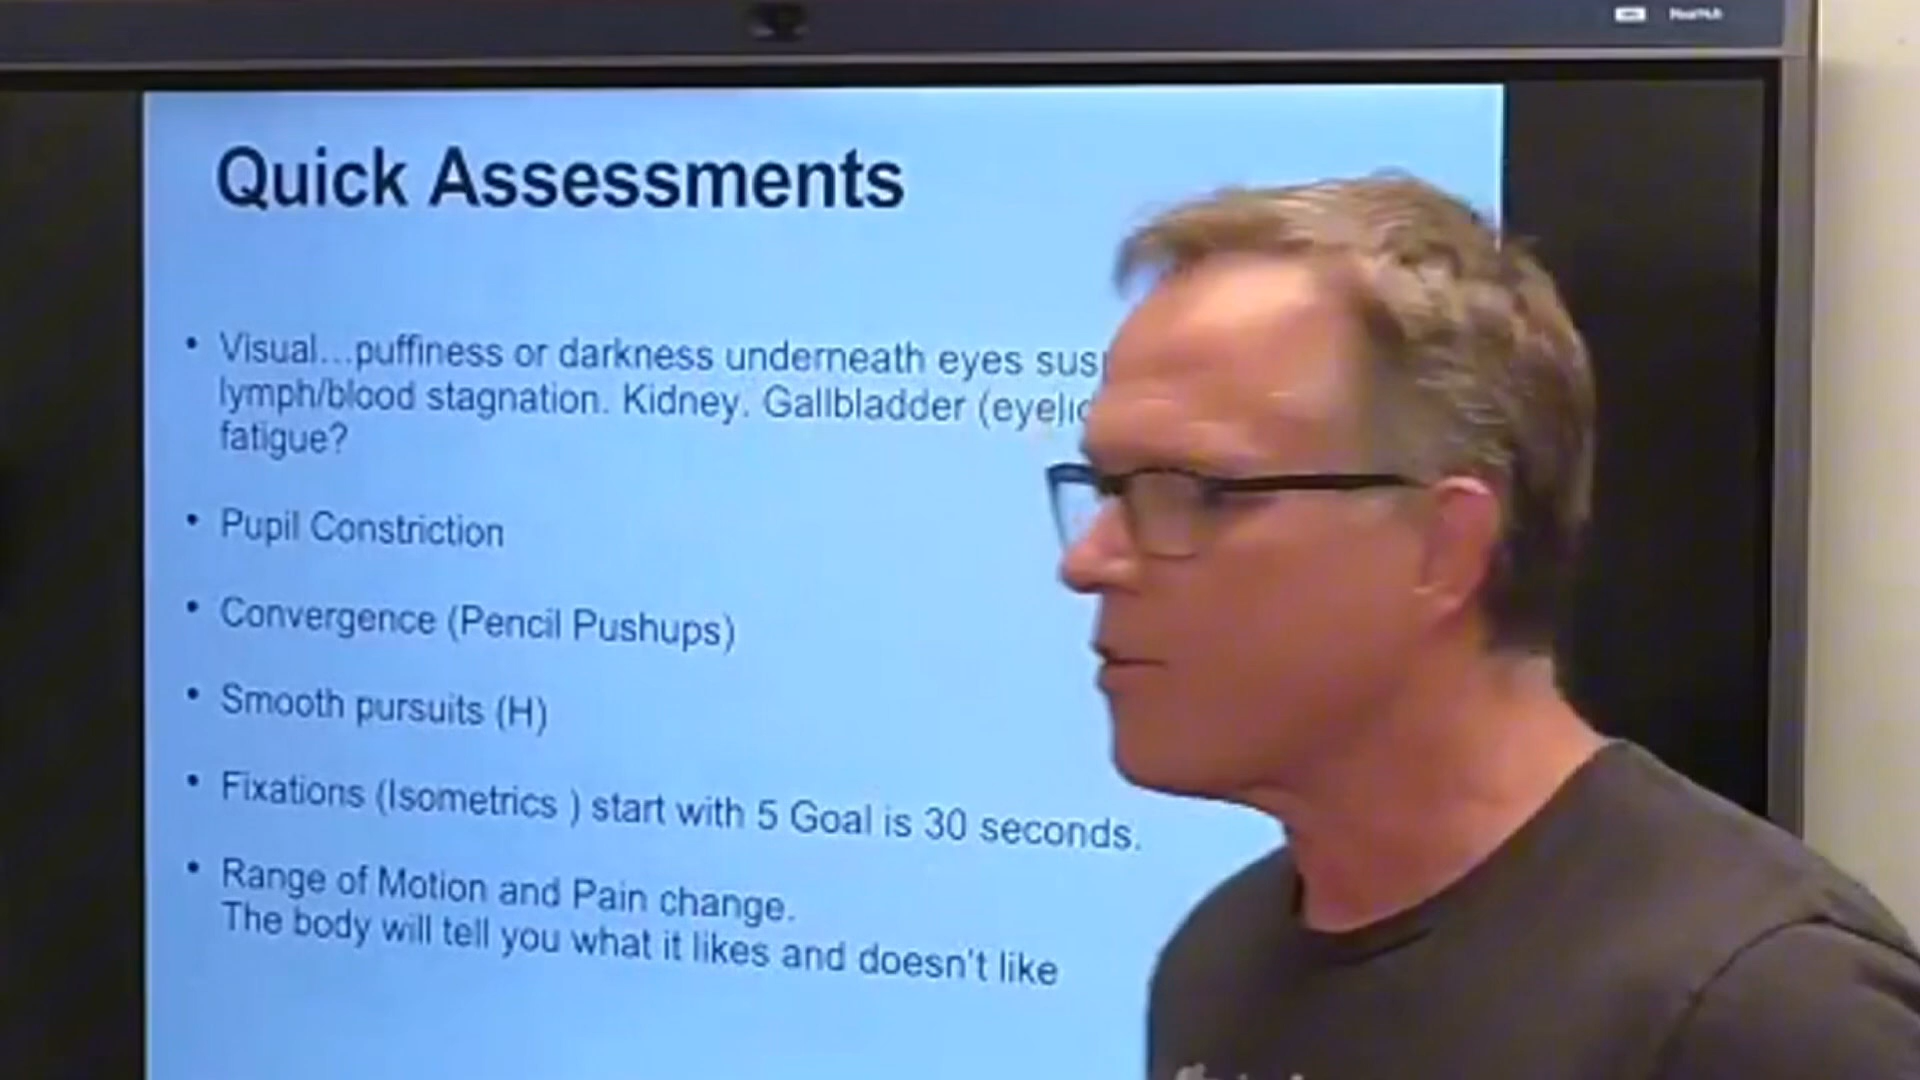 Quick Assessments
• Visual...puffiness or darkness underneath eyes
lymph/blood stagnation. Kidney. Gallbladder
fatigue?
• Pupil Constriction
• Convergence (Pencil Pushups)
• Smooth pursuits (H)
• Fixations (Isometrics ) start with 5 Goal is 30 seconds.
• Range of Motion and Pain change.
The body will tell you what it likes and doesn't like